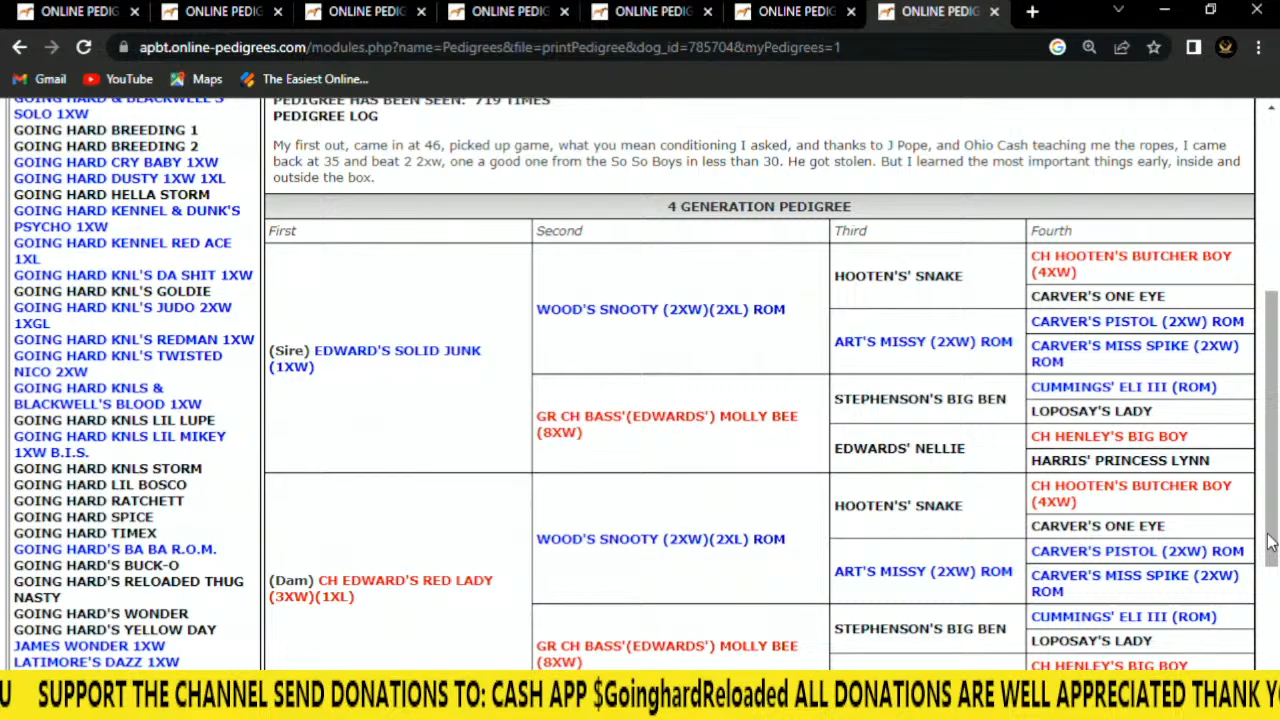 ONLINE PEDIG
ONLINE PEDIG
ONLINE PEDIG
ONLINE PEDIG
ONLINE PEDIG
ONLINE PEDIG
ONLINE PEDIG
apbt.online-pedigrees.com/modules.php?name=Pedigrees&file=printPedigree&dog_id=785704&myPedigrees=1
Gmail
YouTube
Maps
The Easiest Online...
GOING HARD & BLACKWELL'S
SOLO 1XW
GOING HARD BREEDING 1
GOING HARD BREEDING 2
GOING HARD CRY BABY 1XW
GOING HARD DUSTY 1XW 1XL
GOING HARD HELLA STORM
GOING HARD KENNEL & DUNK'S
PSYCHO 1XW
GOING HARD KENNEL RED ACE
1XL
GOING HARD KNL'S DA SHIT 1XW
GOING HARD KNL'S GOLDIE
GOING HARD KNL'S JUDO 2XW
1XGL
GOING HARD KNL'S REDMAN 1XW
GOING HARD KNL'S TWISTED
NICO 2XW
GOING HARD KNLS &
BLACKWELL'S BLOOD 1XW
GOING HARD KNLS LIL LUPE
GOING HARD KNLS LIL MIKEY
1XW B.I.S.
GOING HARD KNLS STORM
GOING HARD LIL BOSCO
GOING HARD RATCHETT
GOING HARD SPICE
GOING HARD TIMEX
GOING HARD'S BA BA R.O.M.
GOING HARD'S BUCK-O
GOING HARD'S RELOADED THUG
NASTY
GOING HARD'S WONDER
GOING HARD'S YELLOW DAY
JAMES WONDER 1XW
LATIMORE'S DAZZ 1XW
PEDIGREE HAS BEEN SEEN: 719 TIMES
PEDIGREE LOG
My first out, came in at 46, picked up game, what you mean conditioning I asked, and thanks to J Pope, and Ohio Cash teaching me the ropes, I came
back at 35 and beat 2 2xw, one a good one from the So So Boys in less than 30. He got stolen. But I learned the most important things early, inside and
outside the box.
4 GENERATION PEDIGREE
First
Second
Third
Fourth
(Sire) EDWARD'S SOLID JUNK
(1XW)
WOOD'S SNOOTY (2XW)(2XL) ROM
HOOTEN'S' SNAKE
CH HOOTEN'S BUTCHER BOY
(4XW)
CARVER'S ONE EYE
ART'S MISSY (2XW) ROM
CARVER'S PISTOL (2XW) ROM
CARVER'S MISS SPIKE (2XW)
ROM
GR CH BASS'(EDWARDS') MOLLY BEE
(8XW)
STEPHENSON'S BIG BEN
CUMMINGS' ELI III (ROM)
LOPOSAY'S LADY
EDWARDS' NELLIE
CH HENLEY'S BIG BOY
HARRIS' PRINCESS LYNN
(Dam) CH EDWARD'S RED LADY
(3XW)(1XL)
WOOD'S SNOOTY (2XW)(2XL) ROM
HOOTEN'S' SNAKE
CH HOOTEN'S BUTCHER BOY
(4XW)
CARVER'S ONE EYE
ART'S MISSY (2XW) ROM
CARVER'S PISTOL (2XW) ROM
CARVER'S MISS SPIKE (2XW)
ROM
GR CH BASS'(EDWARDS') MOLLY BEE
(8XW)
STEPHENSON'S BIG BEN
CUMMINGS' ELI III (ROM)
LOPOSAY'S LADY
CH HENLEY'S BIG BOY
U SUPPORT THE CHANNEL SEND DONATIONS TO: CASH APP $GoinghardReloaded ALL DONATIONS ARE WELL APPRECIATED THANK Y